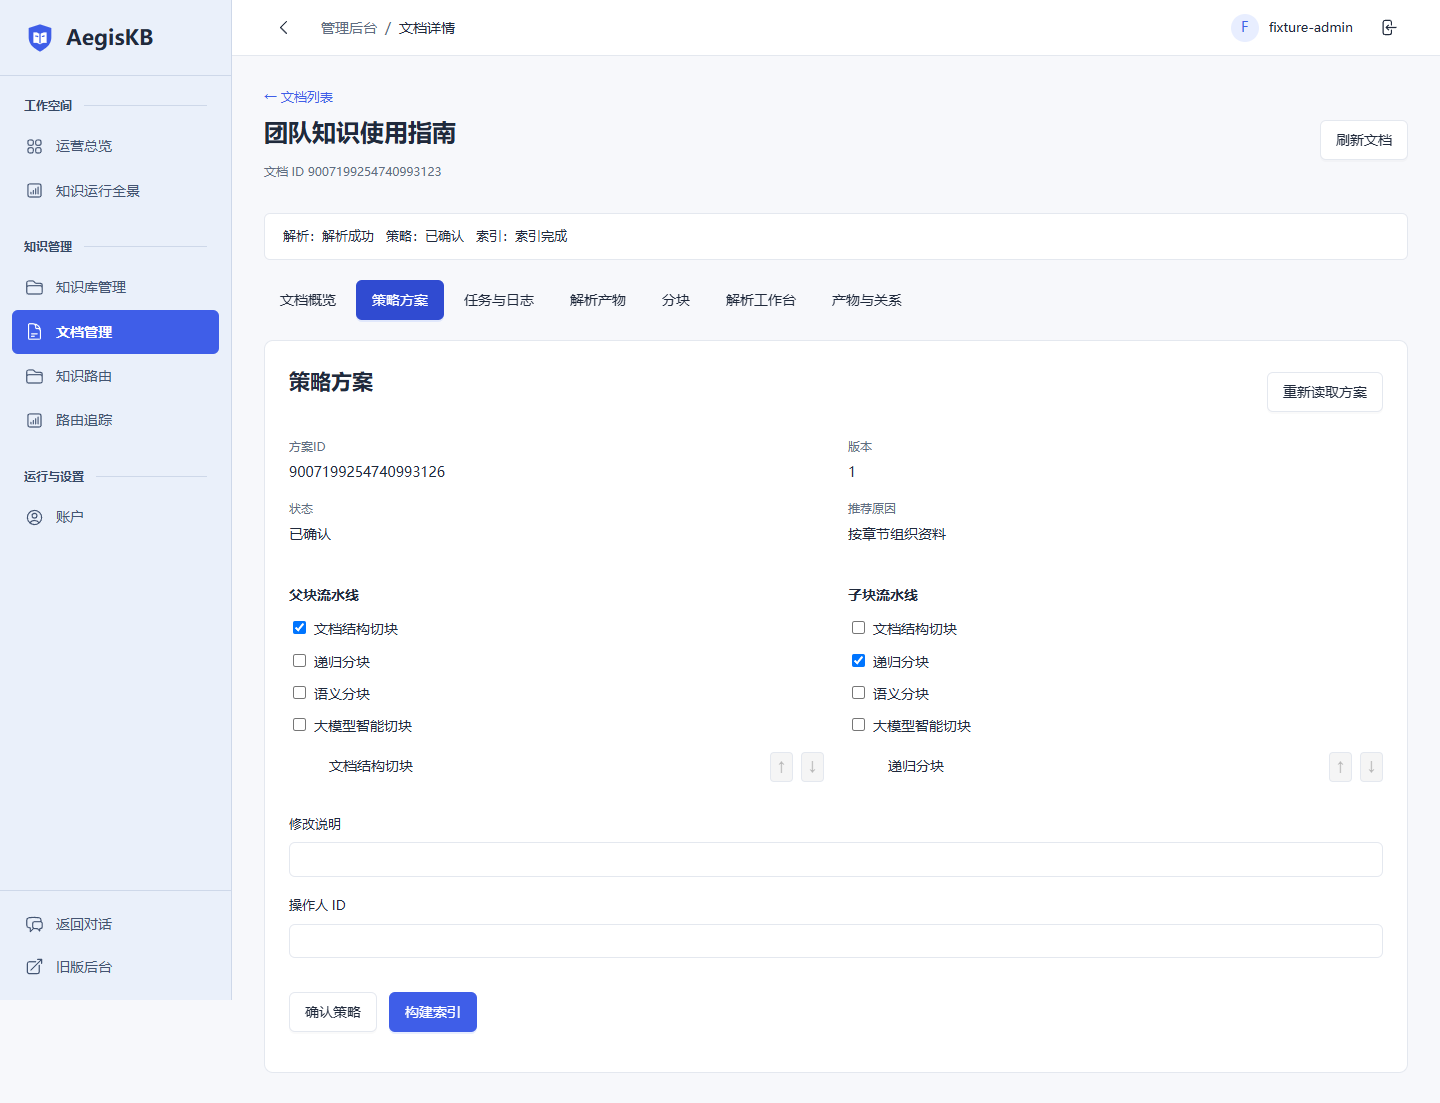 AegisKB
管理后台 / 文档详情
F fixture-admin
工作空间
运营总览
知识运行全景
知识管理
知识库管理
文档管理
知识路由
路由追踪
运行与设置
账户
返回对话
旧版后台
← 文档列表
团队知识使用指南
刷新文档
文档 ID 9007199254740993123
解析：解析成功 策略：已确认 索引：索引完成
文档概览 策略方案 任务与日志 解析产物 分块 解析工作台 产物与关系
策略方案
重新读取方案
方案ID 版本
9007199254740993126 1
状态 推荐原因
已确认 按章节组织资料
父块流水线 子块流水线
文档结构切块 文档结构切块
递归分块 递归分块
语义分块 语义分块
大模型智能切块 大模型智能切块
文档结构切块 ↑ ↓ 递归分块 ↑ ↓
修改说明
操作人 ID
确认策略 构建索引